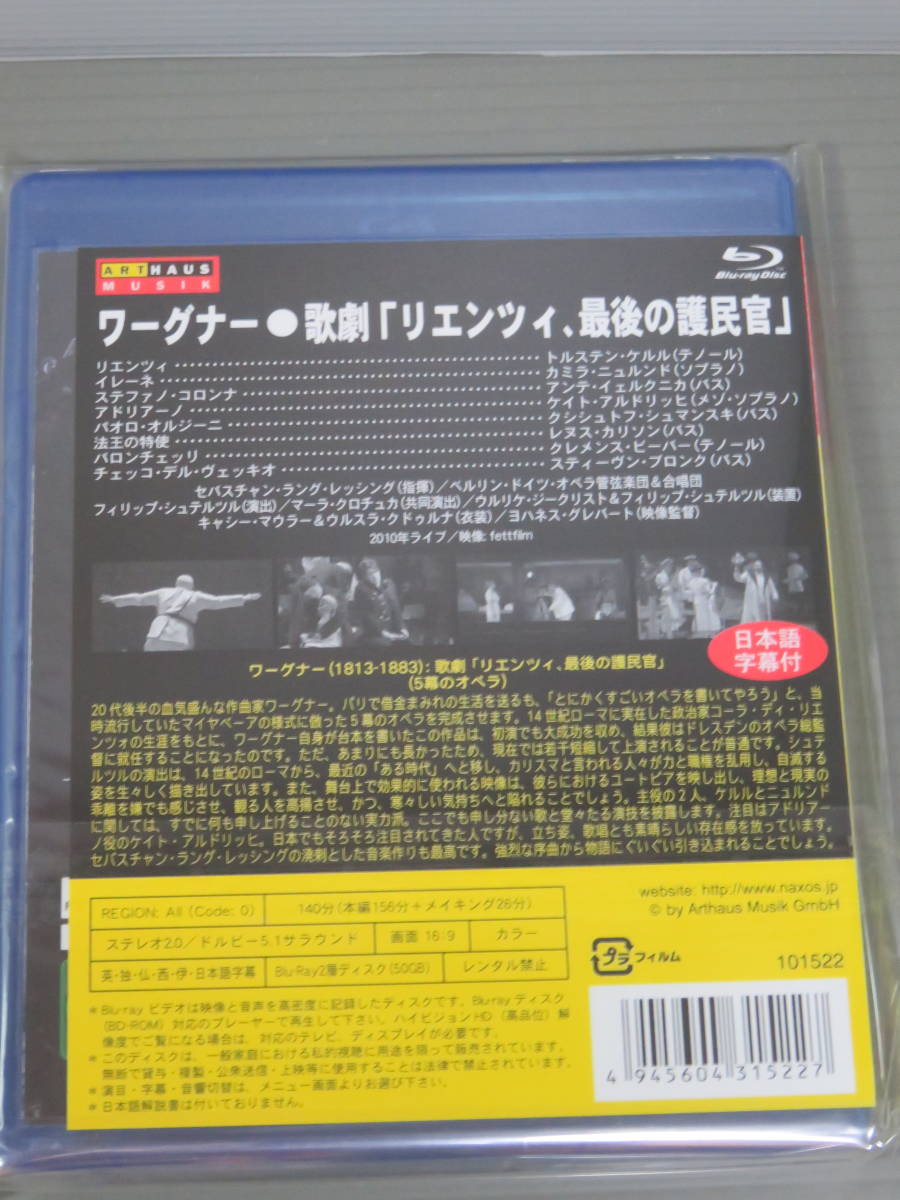 ARTHAUS
MUSIK
Blu-ray Disc
ワーグナー●歌劇「リエンツィ、最後の護民官」
リエンツィ ‥‥‥‥‥‥‥‥‥‥‥‥‥‥‥‥ トルステン・ケルル(テノール)
イレーネ ‥‥‥‥‥‥‥‥‥‥‥‥‥‥‥‥ カミラ・ニュルンド(ソプラノ)
ステファノ・コロンナ ‥‥‥‥‥‥‥‥‥‥‥‥‥ アンテ・イェルクニカ(バス)
アドリアーノ ‥‥‥‥‥‥‥‥‥‥‥‥‥‥‥ ケイト・アルドリッヒ(メゾ・ソプラノ)
パオロ・オルジーニ ‥‥‥‥‥‥‥‥‥‥‥‥‥ クシシュトフ・シュマンスキ(バス)
法王の特使 ‥‥‥‥‥‥‥‥‥‥‥‥‥‥‥‥ レヌス・カリソン(バス)
バロンチェッリ ‥‥‥‥‥‥‥‥‥‥‥‥‥‥‥ クレメンス・ビーバー(テノール)
チェッコ・デル・ヴェッキオ ‥‥‥‥‥‥‥‥‥‥‥ スティーヴン・ブロンク(バス)
セバスチャン・ラング・レッシング(指揮)／ベルリン・ドイツ・オペラ管弦楽団＆合唱団
フィリップ・シュテルツル(演出)／マーラ・クロチュカ(共同演出)／ウルリケ・ジークリスト＆フィリップ・シュテルツル(装置)
キャシー・マウラー＆ウルスラ・クドゥルナ(衣装)／ヨハネス・グレバート(映像監督)
2010年ライブ／映像: fettfilm
日本語
字幕付
ワーグナー(1813-1883): 歌劇「リエンツィ、最後の護民官」
(5幕のオペラ)
20代後半の血気盛んな作曲家ワーグナー。パリで借金まみれの生活を送るも、「とにかくすごいオペラを書いてやろう」と、当
時流行していたマイヤベーアの様式に倣った5幕のオペラを完成させます。14世紀ローマに実在した政治家コーラ・ディ・リエ
ンツォの生涯をもとに、ワーグナー自身が台本を書いたこの作品は、初演でも大成功を収め、結果彼はドレスデンのオペラ総監
督に就任することになったのです。ただ、あまりにも長かったため、現在では若干短縮して上演されることが普通です。シュテ
ルツルの演出は、14世紀のローマから、最近の「ある時代」へと移し、カリスマと言われる人々が力と職権を乱用し、自滅する
姿を生々しく描き出しています。また、舞台上で効果的に使われる映像は、彼らにおけるユートピアを映し出し、理想と現実の
乖離を嫌でも感じさせ、観る人を高揚させ、かつ、寒々しい気持ちへと陥れることでしょう。主役の2人、ケルルとニュルンド
に関しては、すでに何も申し上げることのない実力派。ここでも申し分ない歌と堂々たる演技を披露します。注目はアドリアー
ノ役のケイト・アルドリッヒ。日本でもそろそろ注目されてきた人ですが、立ち姿、歌唱とも素晴らしい存在感を放っています。
セバスチャン・ラング・レッシングの溌剌とした音楽作りも最高です。強烈な序曲から物語にぐいぐい引き込まれることでしょう。
REGION: All (Code: 0) 140分(本編156分+メイキング26分)
ステレオ2.0／ドルビー5.1サラウンド 画面 16:9 カラー
英・独・仏・西・伊・日本語字幕 Blu-Ray2層ディスク(50GB) レンタル禁止
website: http://www.naxos.jp
© by Arthaus Musik GmbH
プラ フィルム
101522
＊Blu-ray ビデオは映像と音声を高密度に記録したディスクです。Blu-ray ディスク
(BD-ROM) 対応のプレーヤーで再生して下さい。ハイビジョンHD (高品位) 解
像度でご覧になる場合は、対応のテレビ、ディスプレイが必要です。
＊このディスクは、一般家庭における私的視聴に用途を限って販売されています。
無断で貸与・複製・公衆送信・上映等に使用することは法律で禁止されています。
＊演目・字幕・音響切替は、メニュー画面よりお選び下さい。
＊日本語解説書は付いておりません。
4 945604 315227